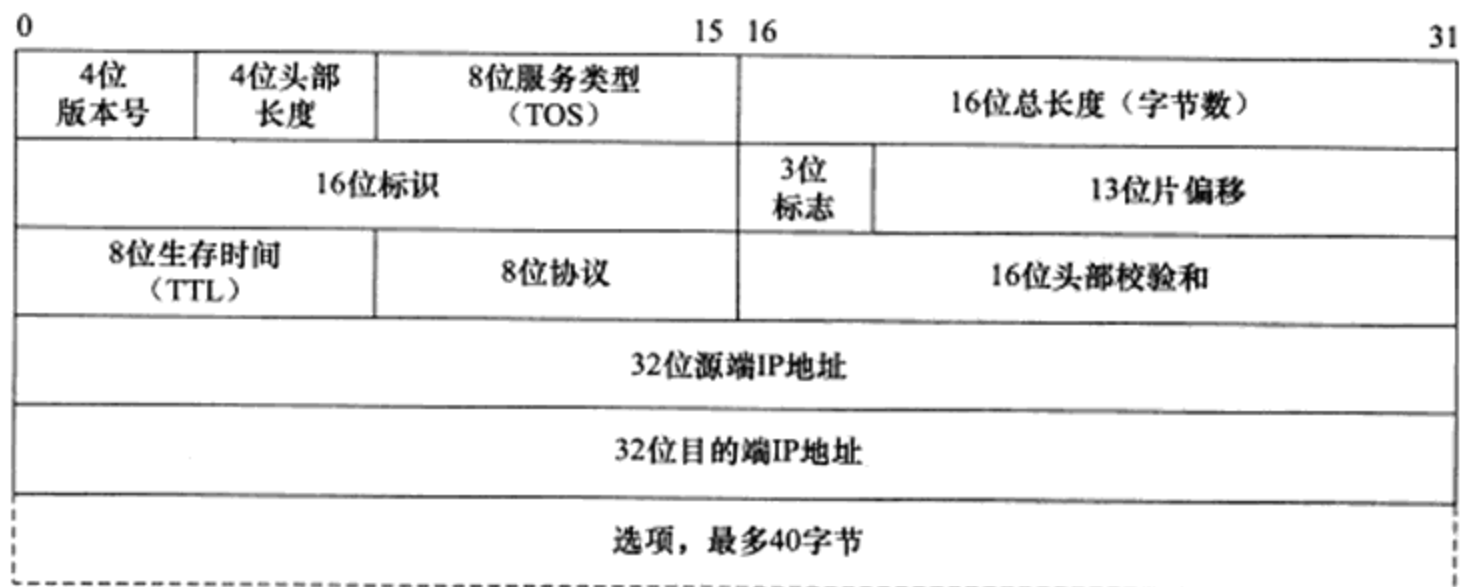 0 15 16 31
4位 4位头部 8位服务类型 16位总长度（字节数）
版本号 长度 （TOS）
16位标识 3位 13位片偏移
标志
8位生存时间 8位协议 16位头部校验和
（TTL）
32位源端IP地址
32位目的端IP地址
选项，最多40字节